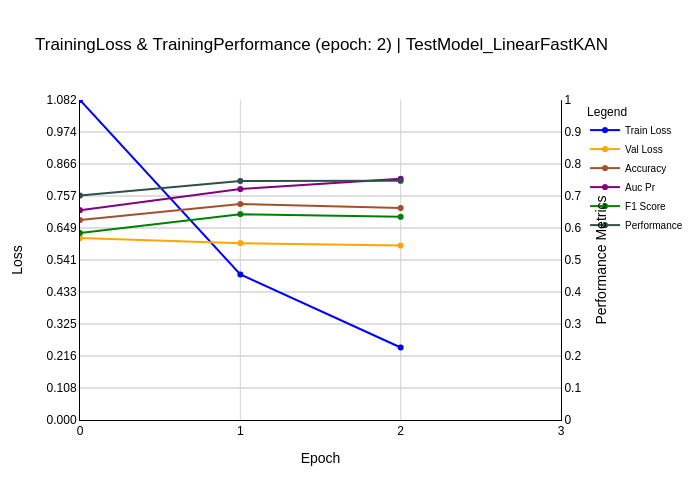 TrainingLoss & TrainingPerformance (epoch: 2) | TestModel_LinearFastKAN
1.082
0.974
0.866
0.757
0.649
0.541
0.433
0.325
0.216
0.108
0.000
Loss
0
1
2
3
Epoch
1
0.9
0.8
0.7
0.6
0.5
0.4
0.3
0.2
0.1
0
Performance Metrics
Legend
Train Loss
Val Loss
Accuracy
Auc Pr
F1 Score
Performance